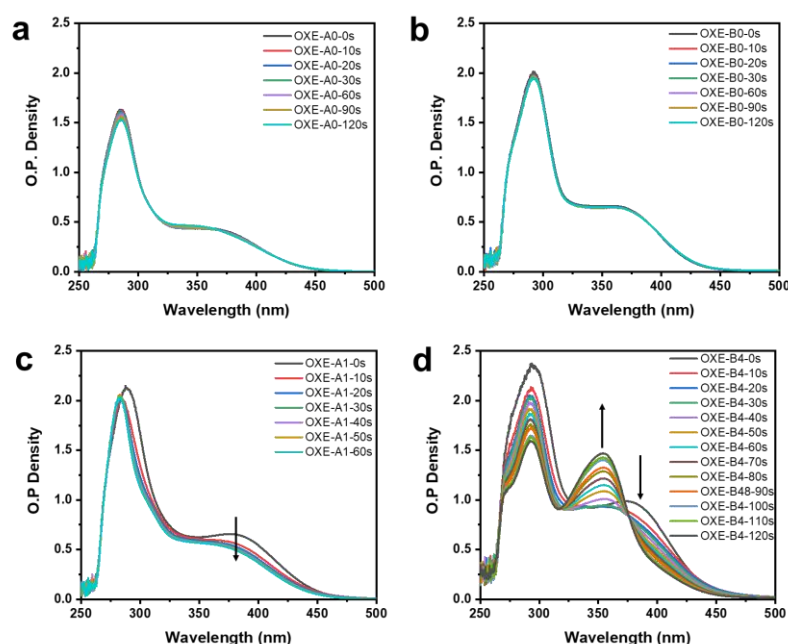 a
OXE-A0-0s
OXE-A0-10s
OXE-A0-20s
OXE-A0-30s
OXE-A0-60s
OXE-A0-90s
OXE-A0-120s
2.5
2.0
1.5
1.0
0.5
0.0
O.P. Density
250 300 350 400 450 500
Wavelength (nm)
b
OXE-B0-0s
OXE-B0-10s
OXE-B0-20s
OXE-B0-30s
OXE-B0-60s
OXE-B0-90s
OXE-B0-120s
2.5
2.0
1.5
1.0
0.5
0.0
O.P. Density
250 300 350 400 450 500
Wavelength (nm)
c
OXE-A1-0s
OXE-A1-10s
OXE-A1-20s
OXE-A1-30s
OXE-A1-40s
OXE-A1-50s
OXE-A1-60s
2.5
2.0
1.5
1.0
0.5
0.0
O.P Density
250 300 350 400 450 500
Wavelength (nm)
d
OXE-B4-0s
OXE-B4-10s
OXE-B4-20s
OXE-B4-30s
OXE-B4-40s
OXE-B4-50s
OXE-B4-60s
OXE-B4-70s
OXE-B4-80s
OXE-B48-90s
OXE-B4-100s
OXE-B4-110s
OXE-B4-120s
2.5
2.0
1.5
1.0
0.5
0.0
O.P Density
250 300 350 400 450 500
Wavelength (nm)